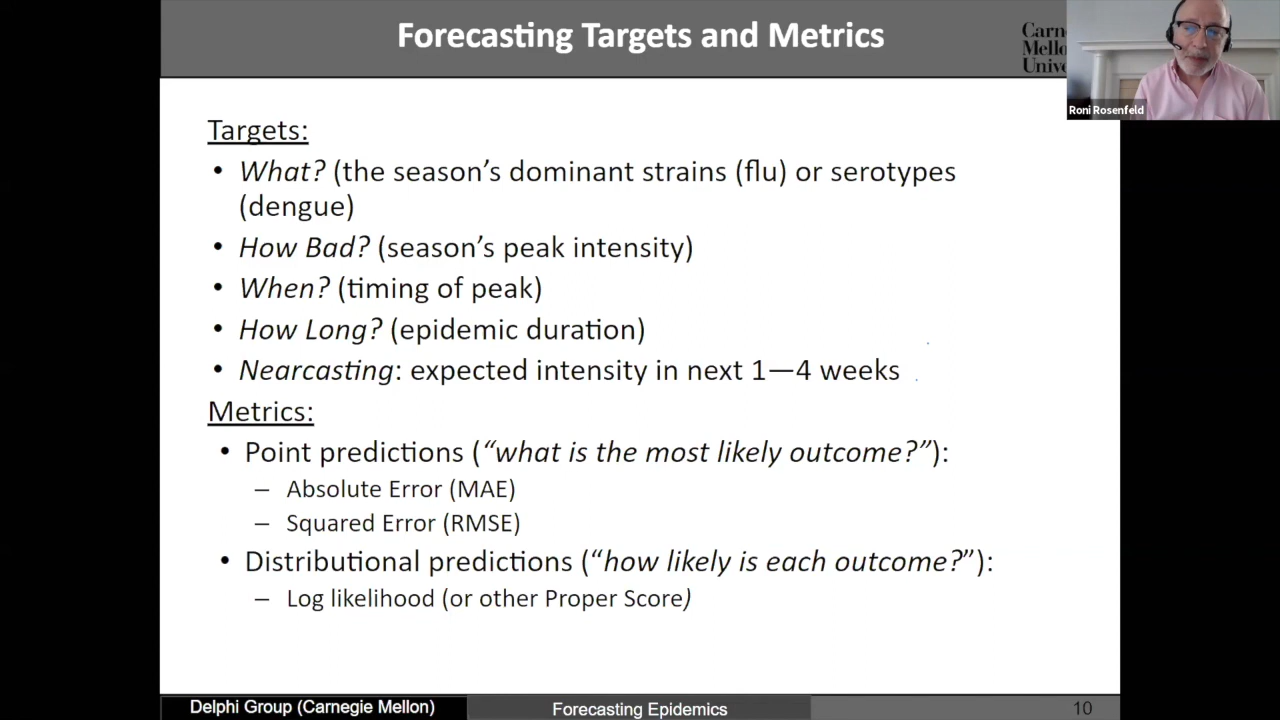 Forecasting Targets and Metrics
Carne
Mello
Unive
Roni Rosenfeld
Targets:
• What? (the season’s dominant strains (flu) or serotypes
(dengue)
• How Bad? (season’s peak intensity)
• When? (timing of peak)
• How Long? (epidemic duration)
• Nearcasting: expected intensity in next 1—4 weeks
Metrics:
• Point predictions (“what is the most likely outcome?”):
– Absolute Error (MAE)
– Squared Error (RMSE)
• Distributional predictions (“how likely is each outcome?”):
– Log likelihood (or other Proper Score)
Delphi Group (Carnegie Mellon)
Forecasting Epidemics
10